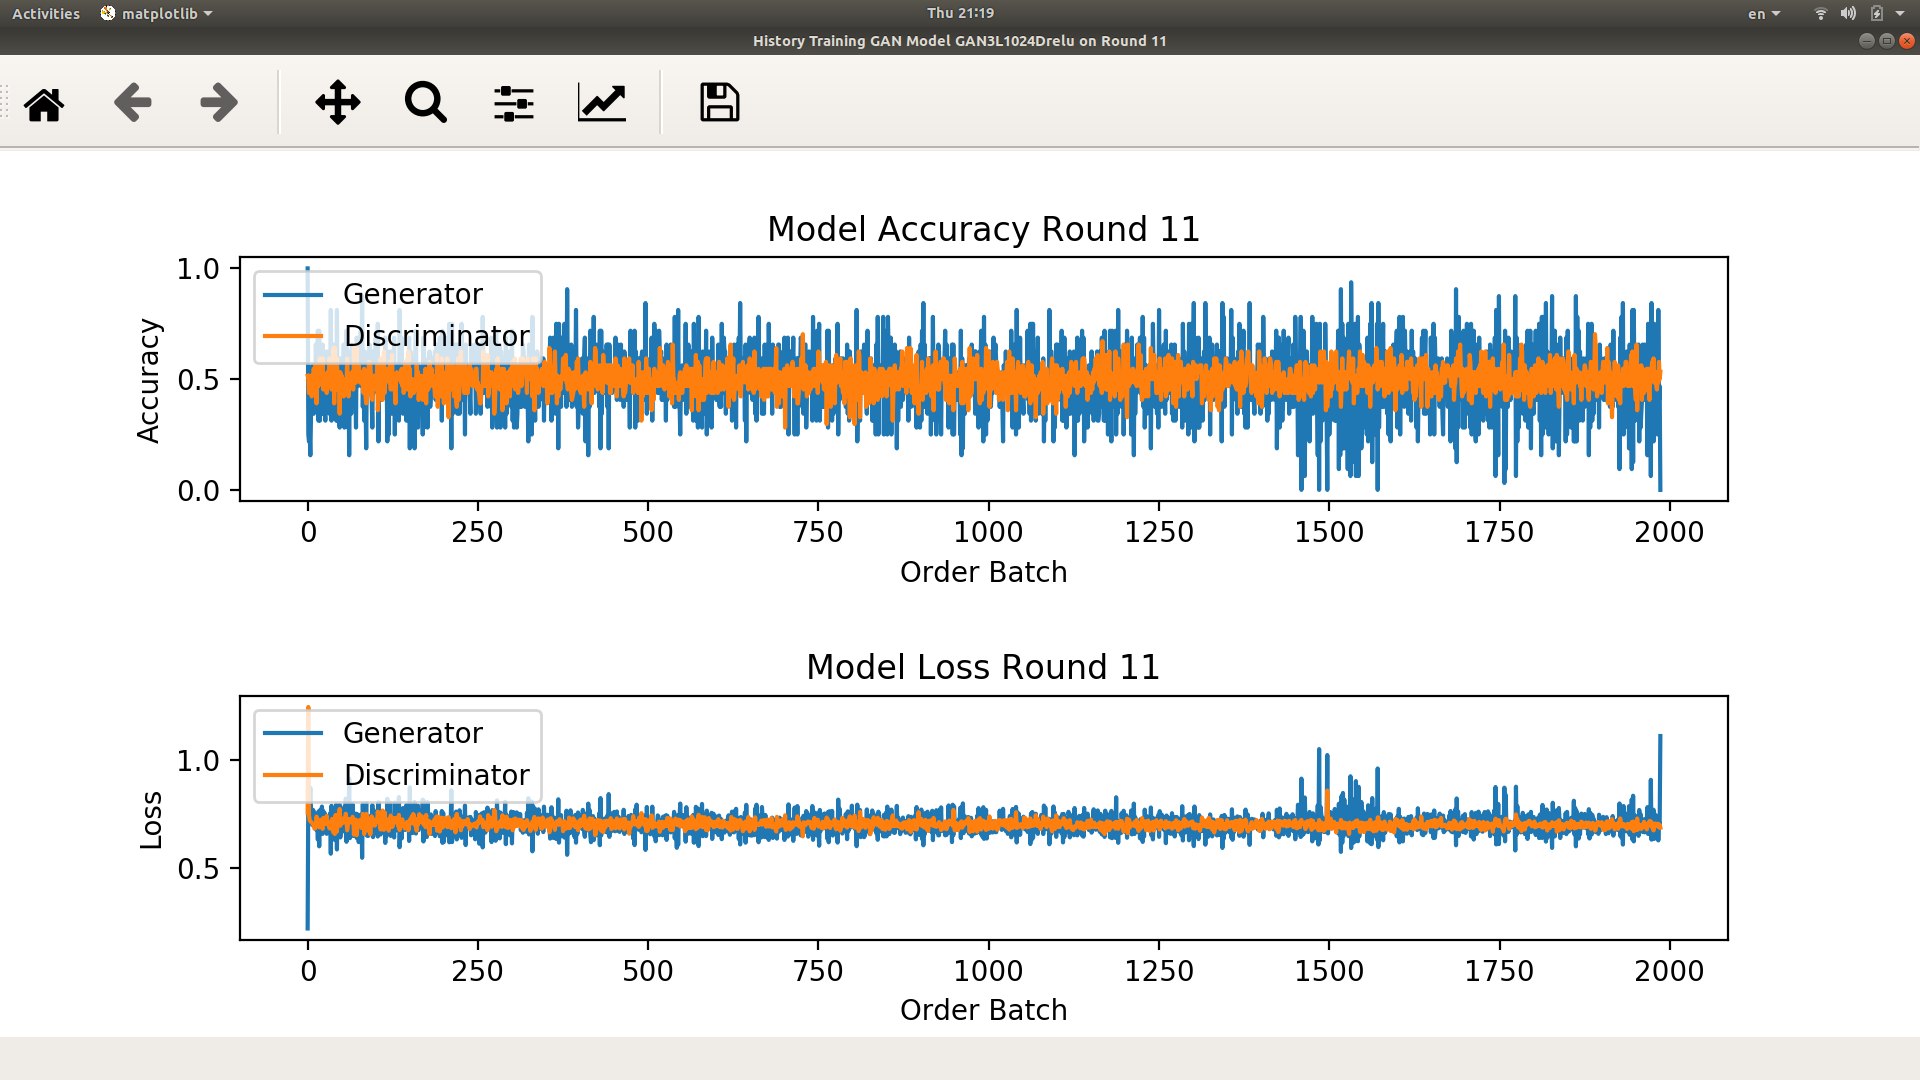 Activities matplotlib Thu 21:19 en
History Training GAN Model GAN3L1024Drelu on Round 11
Model Accuracy Round 11
1.0
0.5
0.0
Accuracy
Generator
Discriminator
0 250 500 750 1000 1250 1500 1750 2000
Order Batch
Model Loss Round 11
1.0
0.5
Loss
Generator
Discriminator
0 250 500 750 1000 1250 1500 1750 2000
Order Batch